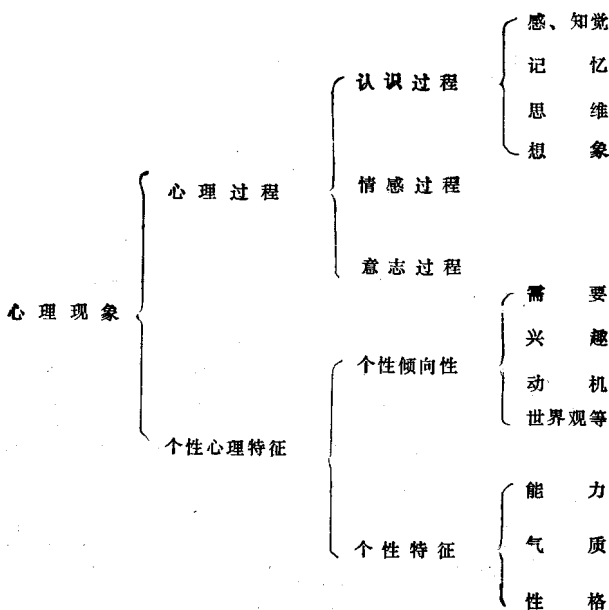 感、知觉
认识过程
记忆
思维
想象
心理过程
情感过程
意志过程
心理现象
需要
兴趣
个性倾向性
动机
世界观等
个性心理特征
能力
个性特征
气质
性格